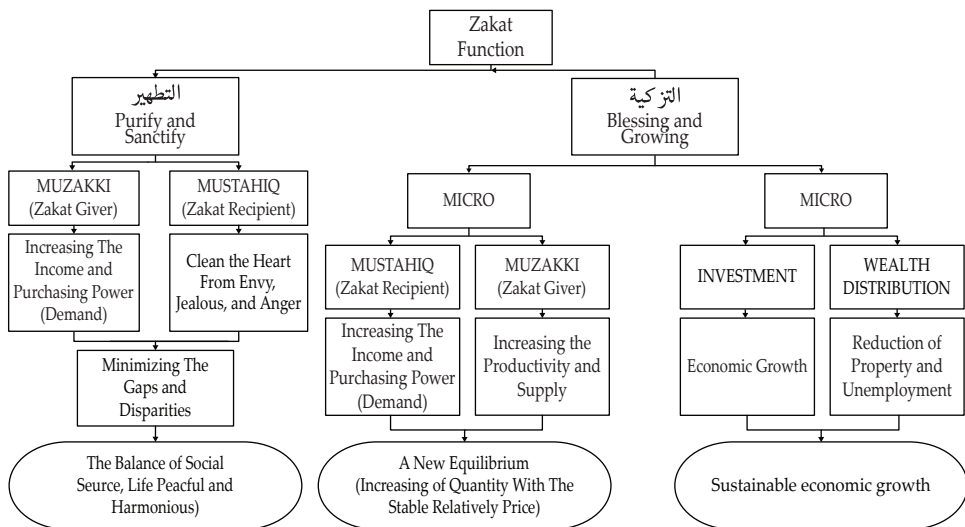 Zakat
Function
التطهير
Purify and
Sanctify
التزكية
Blessing and
Growing
MUZAKKI
(Zakat Giver)
MUSTAHIQ
(Zakat Recipient)
MICRO
MICRO
Increasing The
Income and
Purchasing Power
(Demand)
Clean the Heart
From Envy,
Jealous, and Anger
MUSTAHIQ
(Zakat Recipient)
MUZAKKI
(Zakat Giver)
INVESTMENT
WEALTH
DISTRIBUTION
Minimizing The
Gaps and
Disparities
Increasing The
Income and
Purchasing Power
(Demand)
Increasing the
Productivity and
Supply
Economic Growth
Reduction of
Property and
Unemployment
The Balance of Social
Seurce, Life Peacful and
Harmonious)
A New Equilibrium
(Increasing of Quantity With The
Stable Relatively Price)
Sustainable economic growth